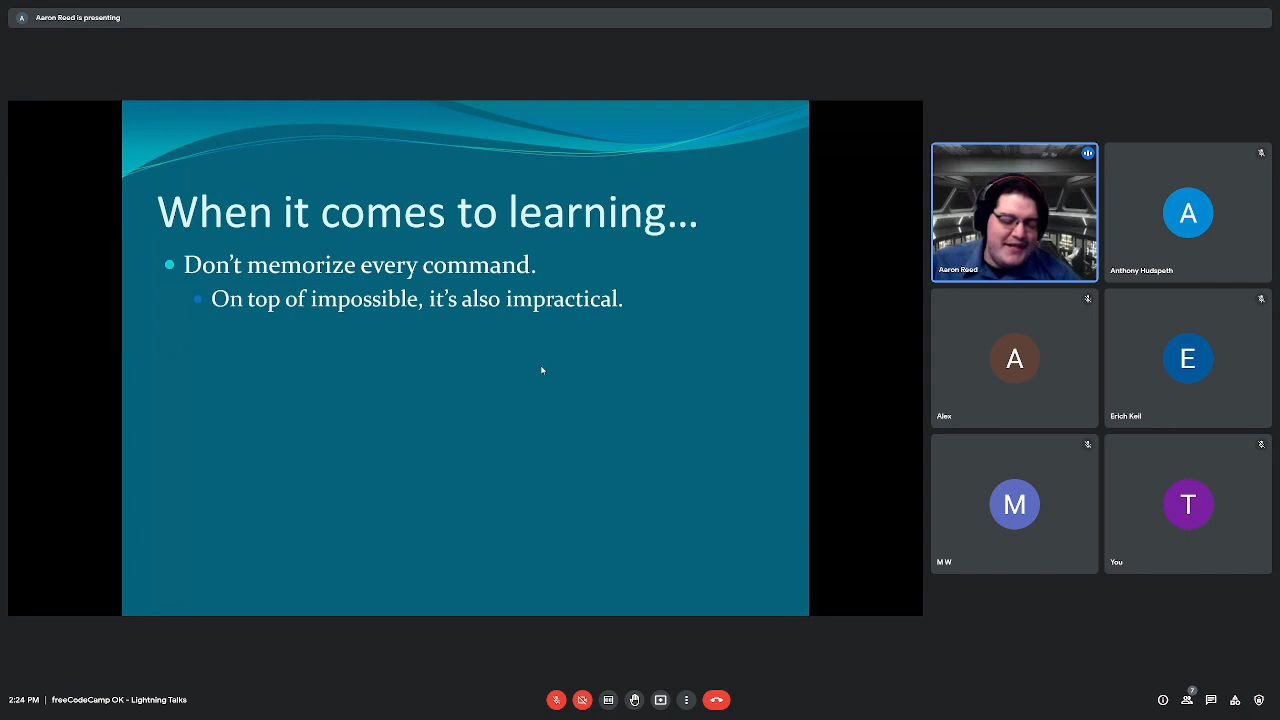 A Aaron Reed is presenting
When it comes to learning...
Don't memorize every command.
On top of impossible, it's also impractical.
Aaron Reed
A
Anthony Hudspeth
A
Alex
E
Erich Keil
M
M W
T
You
2:24 PM | freeCodeCamp OK - Lightning Talks
7